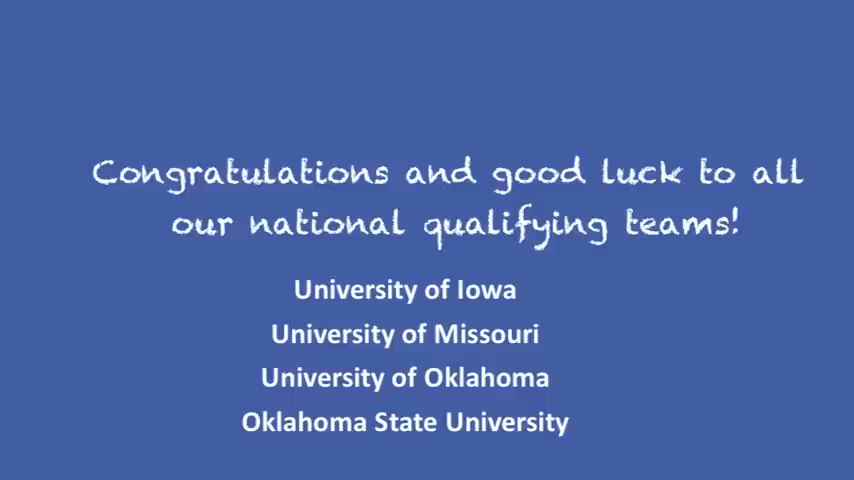 Congratulations and good luck to all
our national qualifying teams!
University of Iowa
University of Missouri
University of Oklahoma
Oklahoma State University